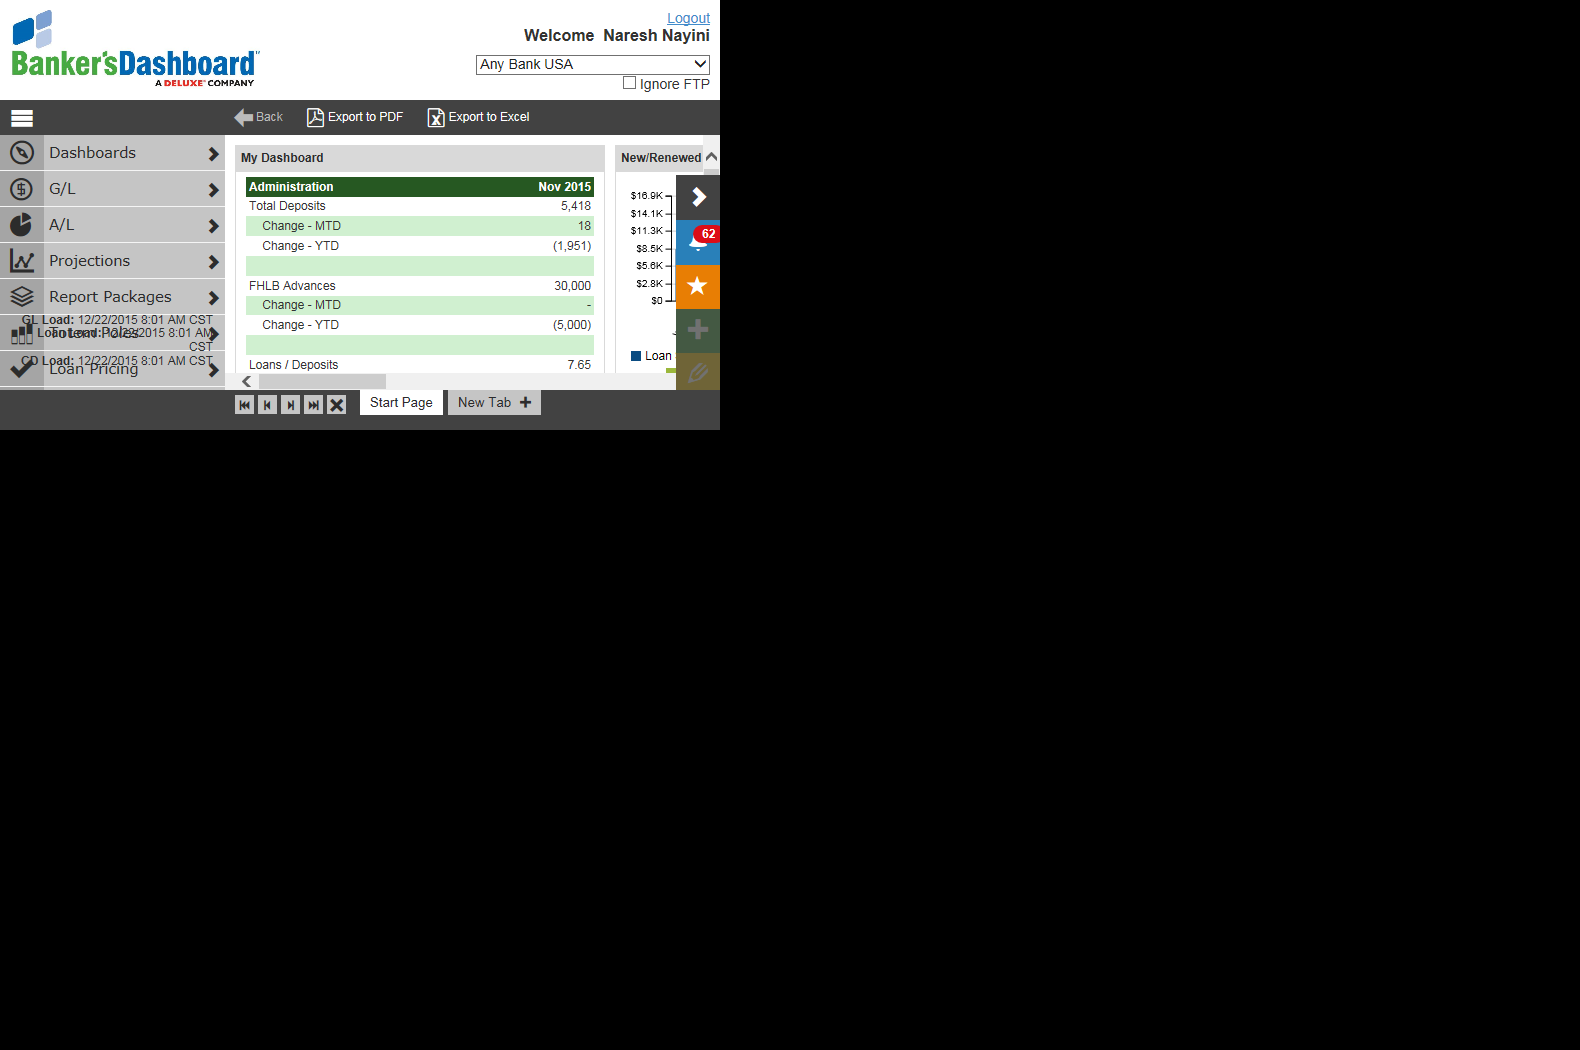 Logout
Welcome Naresh Nayini
Banker'sDashboard
A DELUXE COMPANY
Any Bank USA
Ignore FTP
Back
Export to PDF
Export to Excel
Dashboards
G/L
A/L
Projections
Report Packages
GL Load: 12/22/2015 8:01 AM CST
Totem Poles
Loan Load: 12/22/2015 8:01 AM
CST
CD Load: 12/22/2015 8:01 AM CST
Loan Pricing
My Dashboard
Administration Nov 2015
Total Deposits 5,418
Change - MTD 18
Change - YTD (1,951)
FHLB Advances 30,000
Change - MTD -
Change - YTD (5,000)
Loans / Deposits 7.65
New/Renewed
$16.9K
$14.1K
$11.3K
$8.5K
$5.6K
$2.8K
$0
Loan
62
Start Page
New Tab